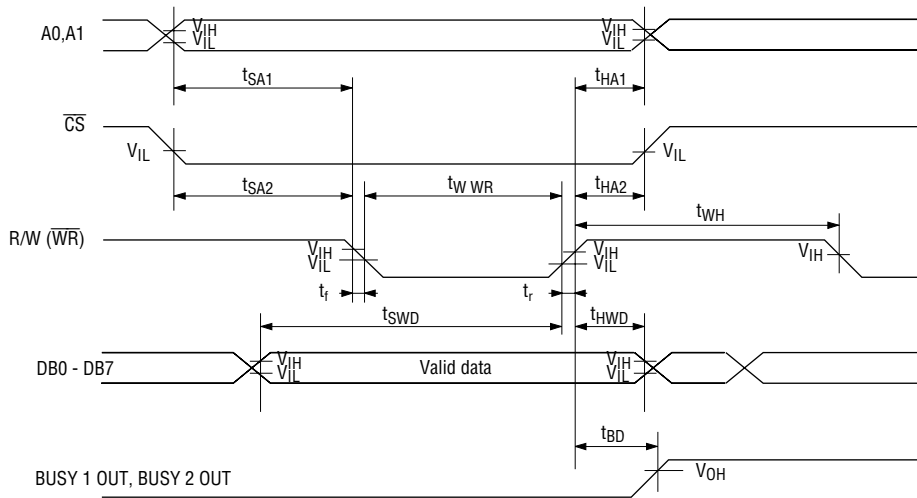 A0,A1
VIH
VIL
VIH
VIL
tSA1
tHA1
CS
VIL
VIL
tSA2
tW WR
tHA2
tWH
R/W (WR)
VIH
VIL
VIH
VIL
VIH
tf
tr
tSWD
tHWD
DB0 - DB7
VIH
VIL
Valid data
VIH
VIL
tBD
BUSY 1 OUT, BUSY 2 OUT
VOH